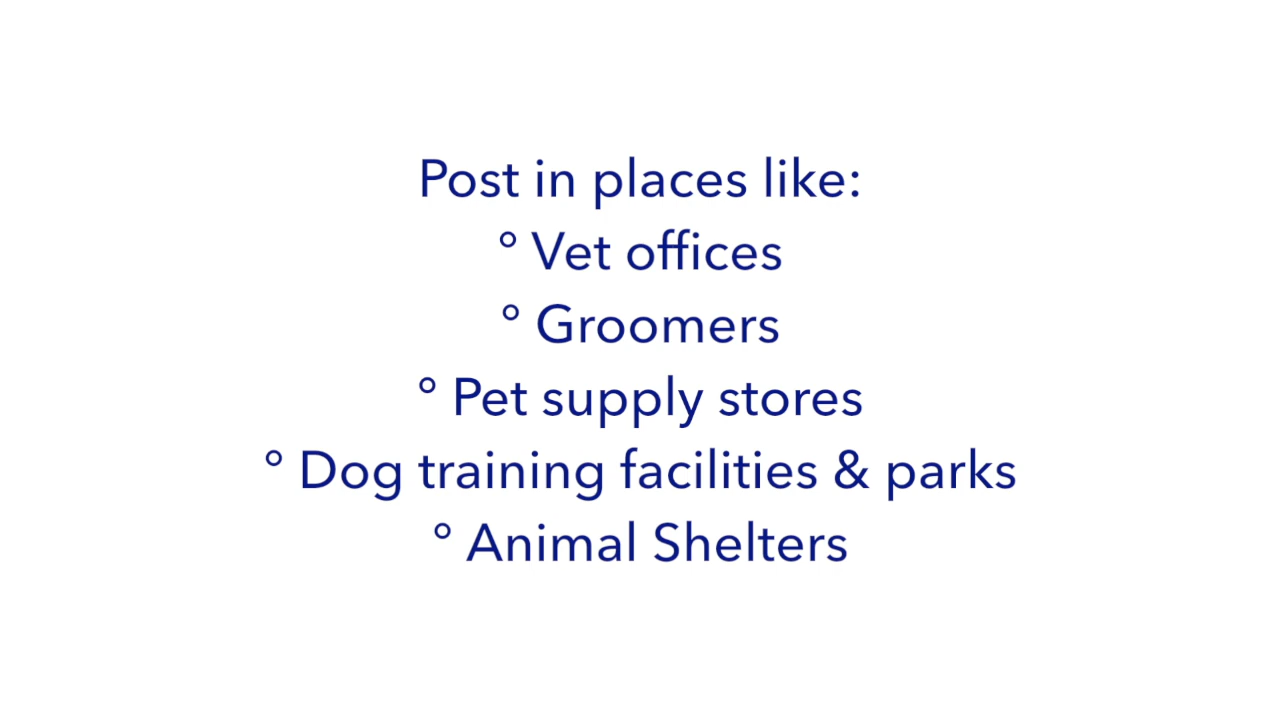 Post in places like:
° Vet offices
° Groomers
° Pet supply stores
° Dog training facilities & parks
° Animal Shelters